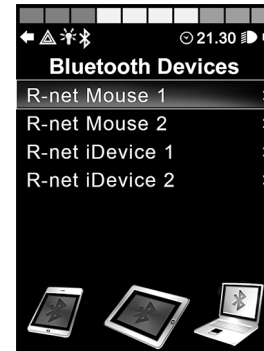 21.30
Bluetooth Devices
R-net Mouse 1
R-net Mouse 2
R-net iDevice 1
R-net iDevice 2